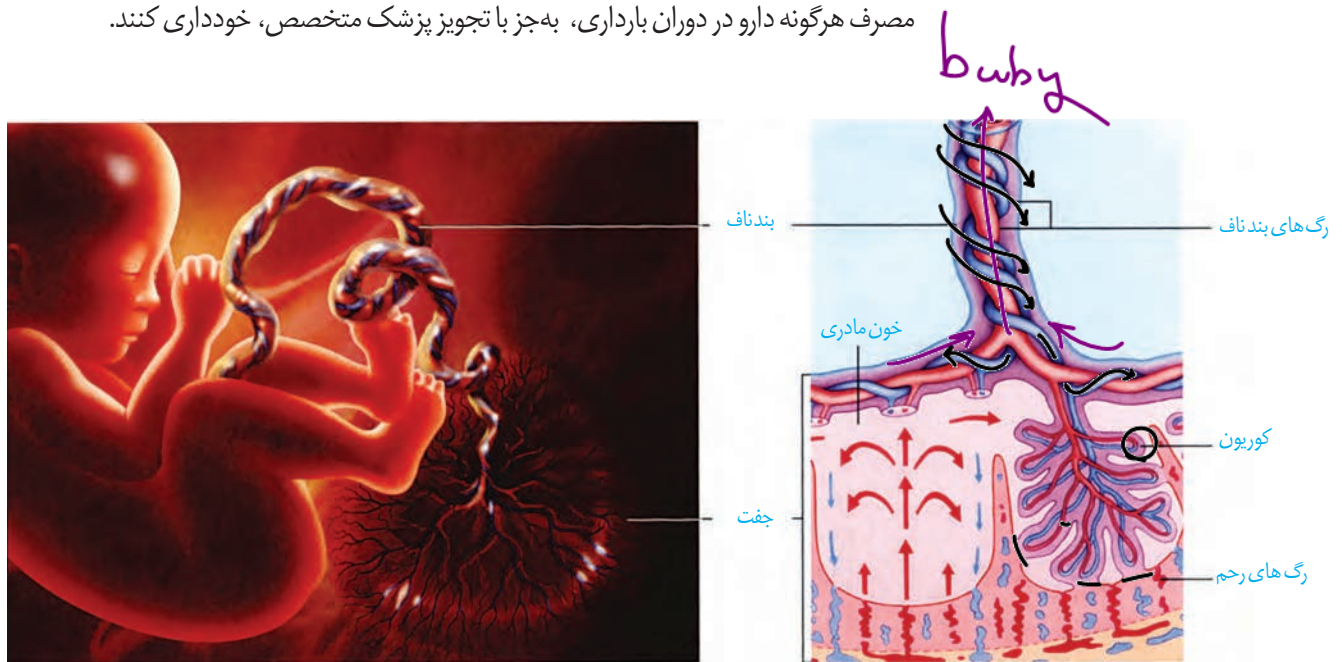 مصرف هرگونه دارو در دوران بارداری، به‌جز با تجویز پزشک متخصص، خودداری کنند.
buby
بندناف
رگ‌های بندناف
خون مادری
کوریون
جفت
رگ‌های رحم